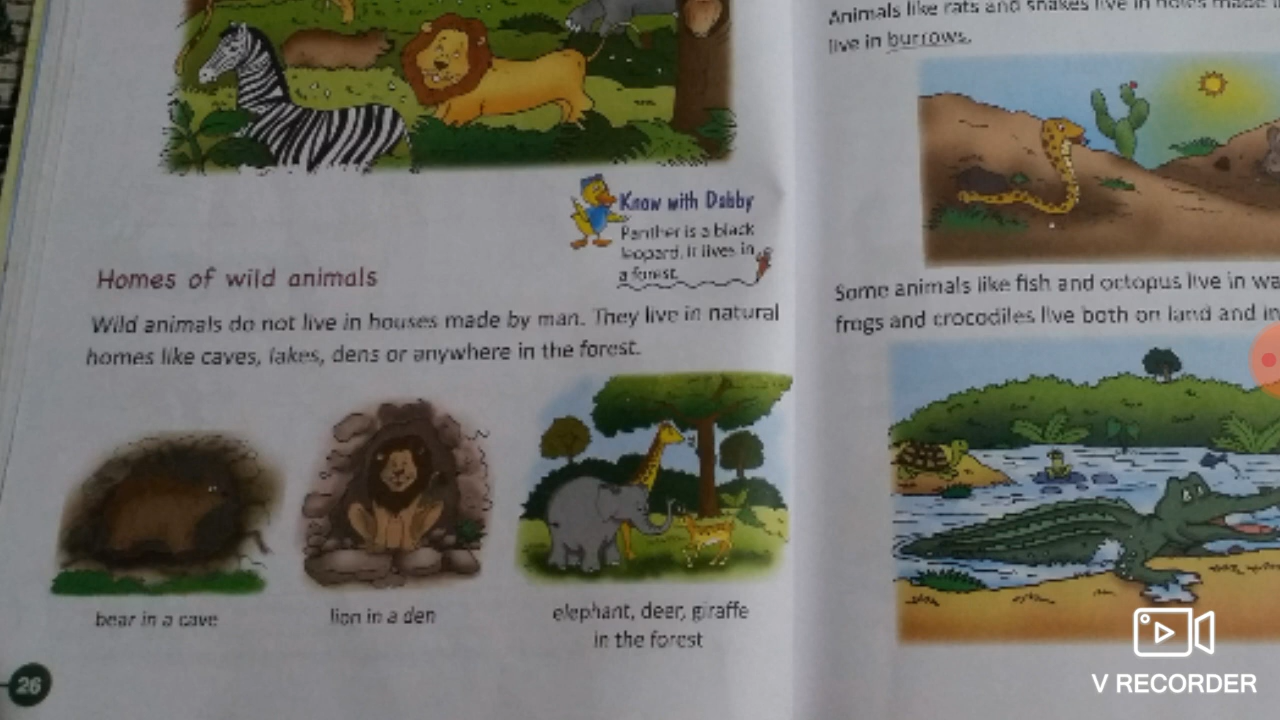 Know with Dabby
Panther is a black
leopard. It lives in
a forest.
Homes of wild animals
Wild animals do not live in houses made by man. They live in natural
homes like caves, lakes, dens or anywhere in the forest.
bear in a cave
lion in a den
elephant, deer, giraffe
in the forest
26
Animals like rats and snakes live in holes made
live in burrows.
Some animals like fish and octopus live in
frogs and crocodiles live both on land and in
V RECORDER